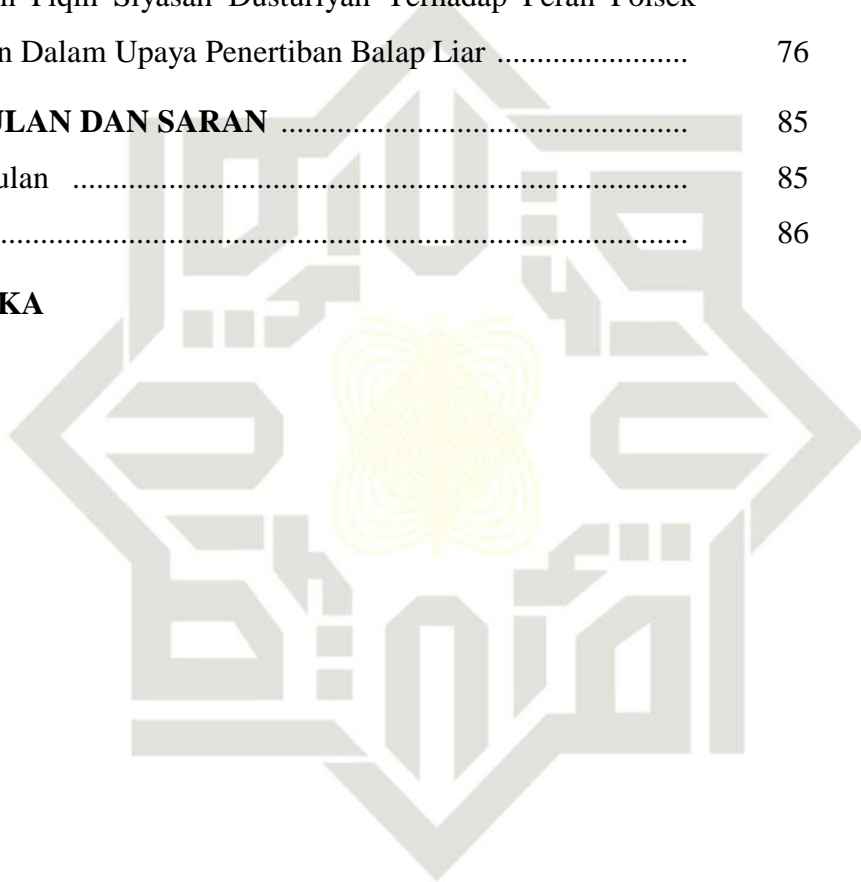 n Fiqih Siyasah Dusturiyah Terhadap Peran Polsek
n Dalam Upaya Penertiban Balap Liar ........................ 76
ULAN DAN SARAN .................................................. 85
ulan ........................................................................... 85
.................................................................................... 86
KA